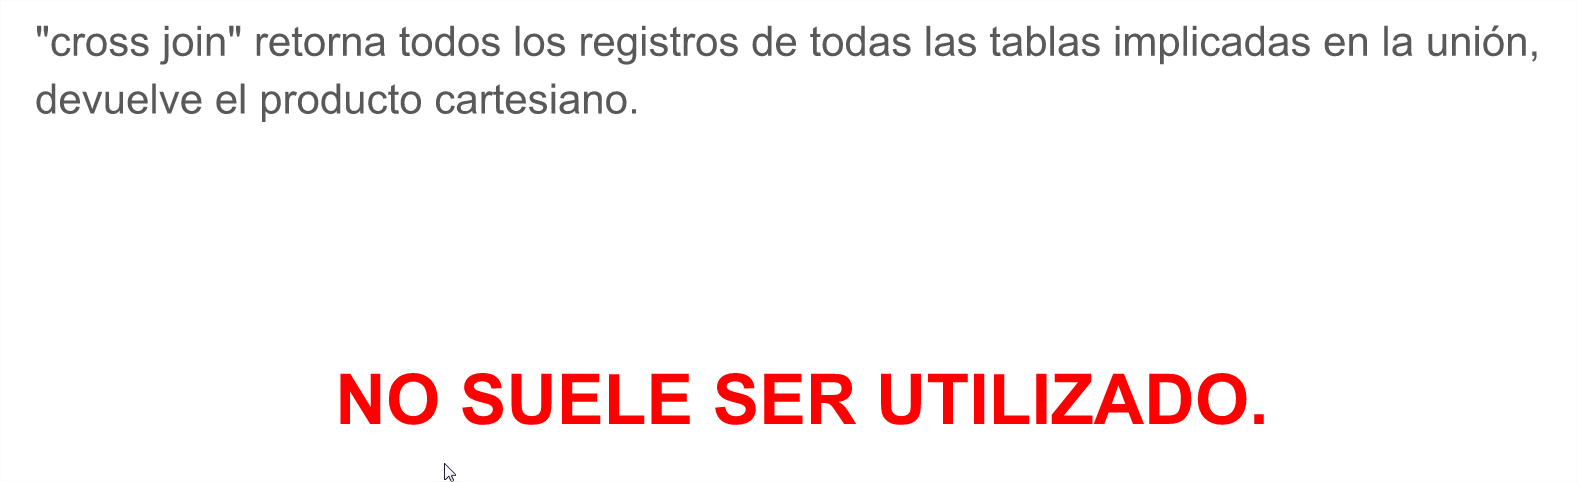 "cross join" retorna todos los registros de todas las tablas implicadas en la unión,
devuelve el producto cartesiano.
NO SUELE SER UTILIZADO.